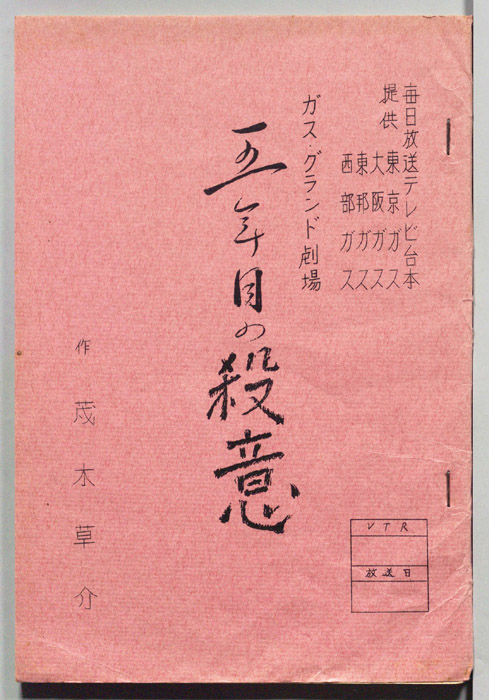 毎日放送テレビ台本
提供 東京ガス
大阪ガス
東邦ガス
西部ガス
ガス・グランド劇場
五年目の殺意
作 茂木草介
VTR
放送日